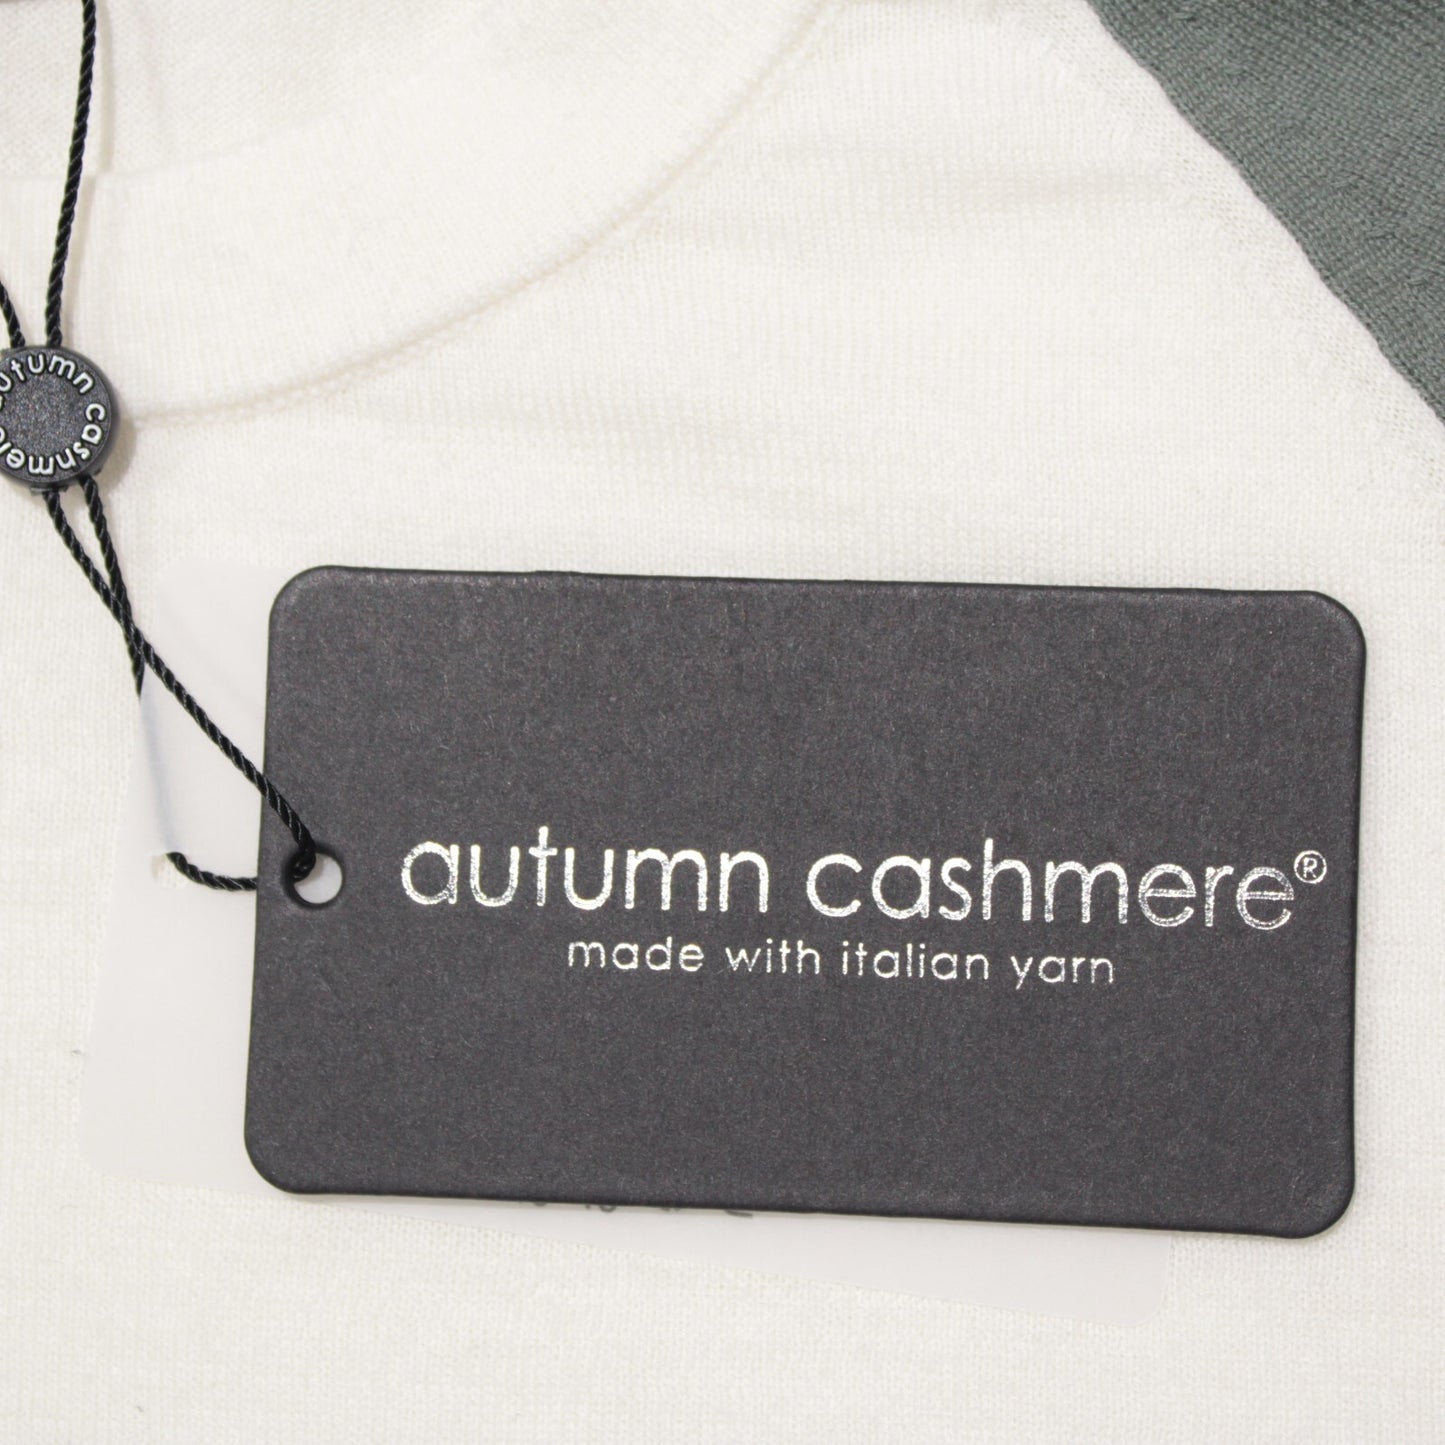 autumn cashmere
autumn cashmere®
made with italian yarn